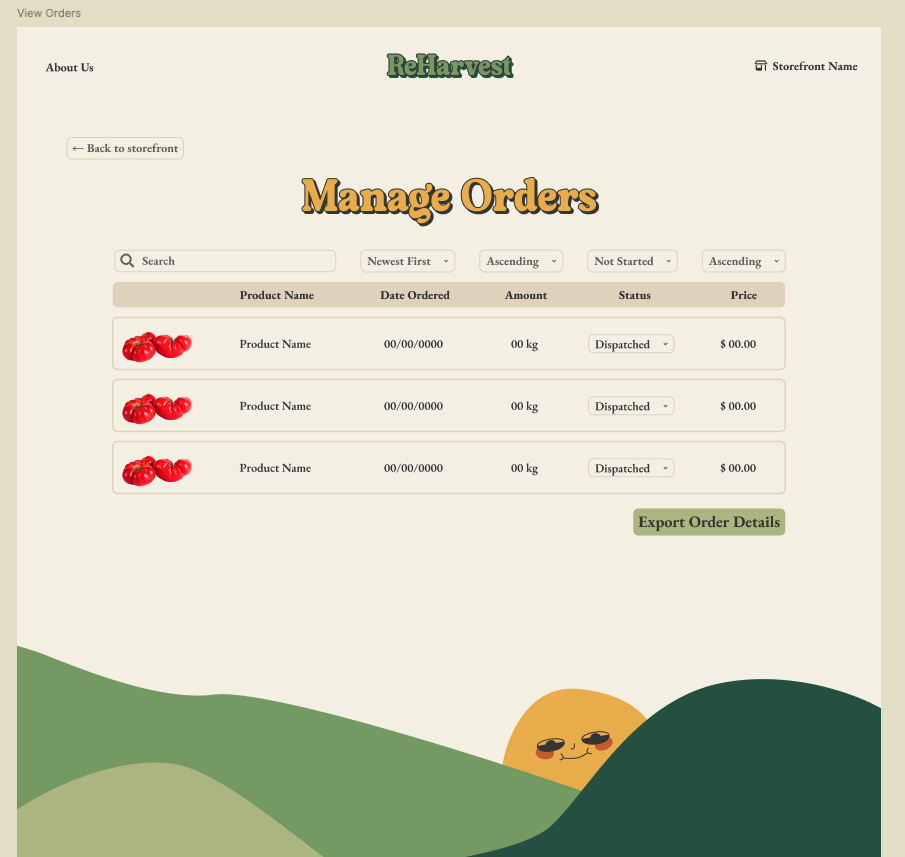 View Orders
About Us
ReHarvest
Storefront Name
← Back to storefront
Manage Orders
Search Newest First Ascending Not Started Ascending
Product Name Date Ordered Amount Status Price
Product Name 00/00/0000 00 kg Dispatched $ 00.00
Product Name 00/00/0000 00 kg Dispatched $ 00.00
Product Name 00/00/0000 00 kg Dispatched $ 00.00
Export Order Details